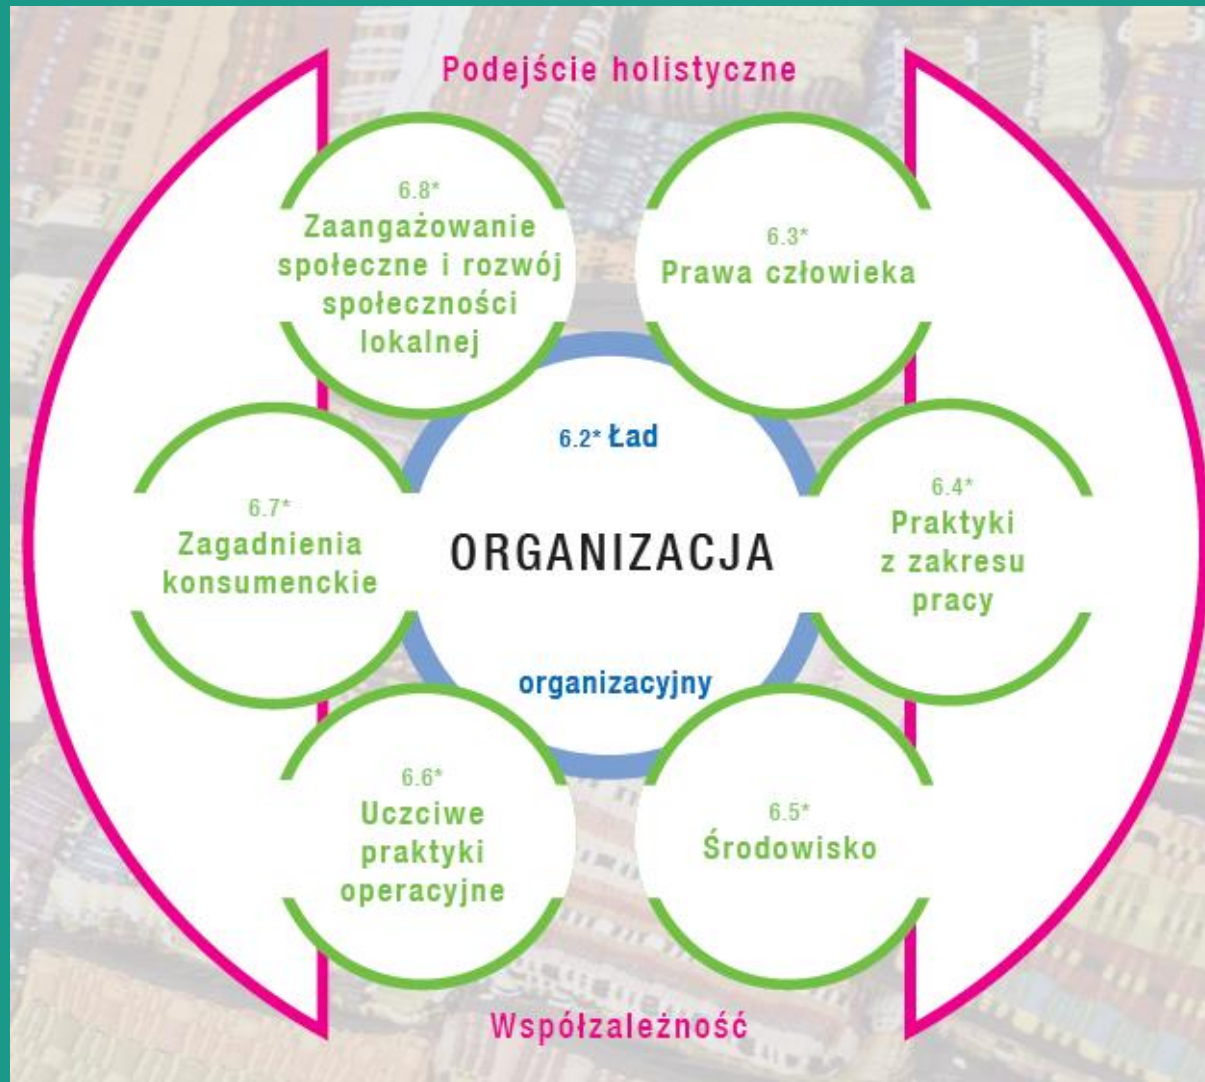 Podejście holistyczne
6.8*
Zaangażowanie
społeczne i rozwój
społeczności
lokalnej
6.3*
Prawa człowieka
6.2* Ład
6.7*
Zagadnienia
konsumenckie
ORGANIZACJA
6.4*
Praktyki
z zakresu
pracy
organizacyjny
6.6*
Uczciwe
praktyki
operacyjne
6.5*
Środowisko
Współzależność